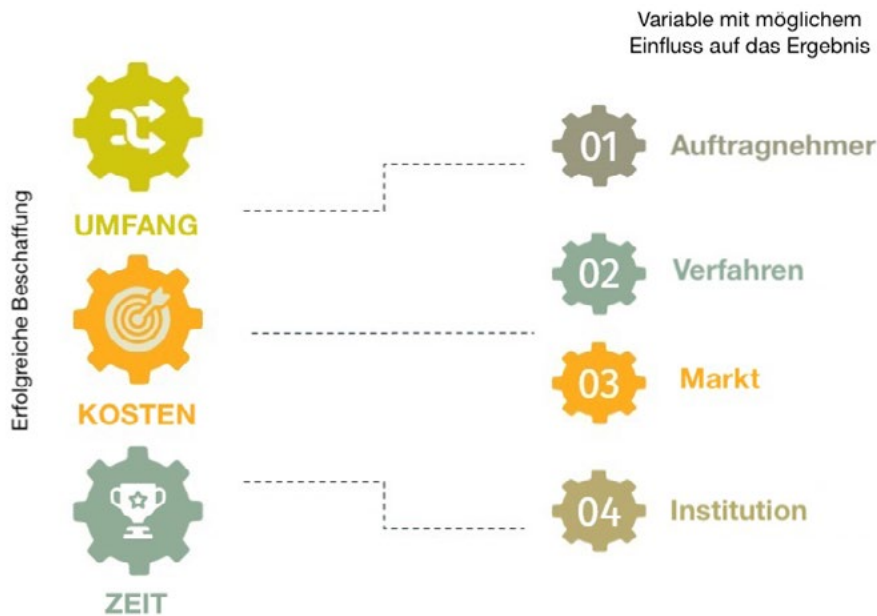 Variable mit möglichem
Einfluss auf das Ergebnis
Erfolgreiche Beschaffung
UMFANG
KOSTEN
ZEIT
01 Auftragnehmer
02 Verfahren
03 Markt
04 Institution